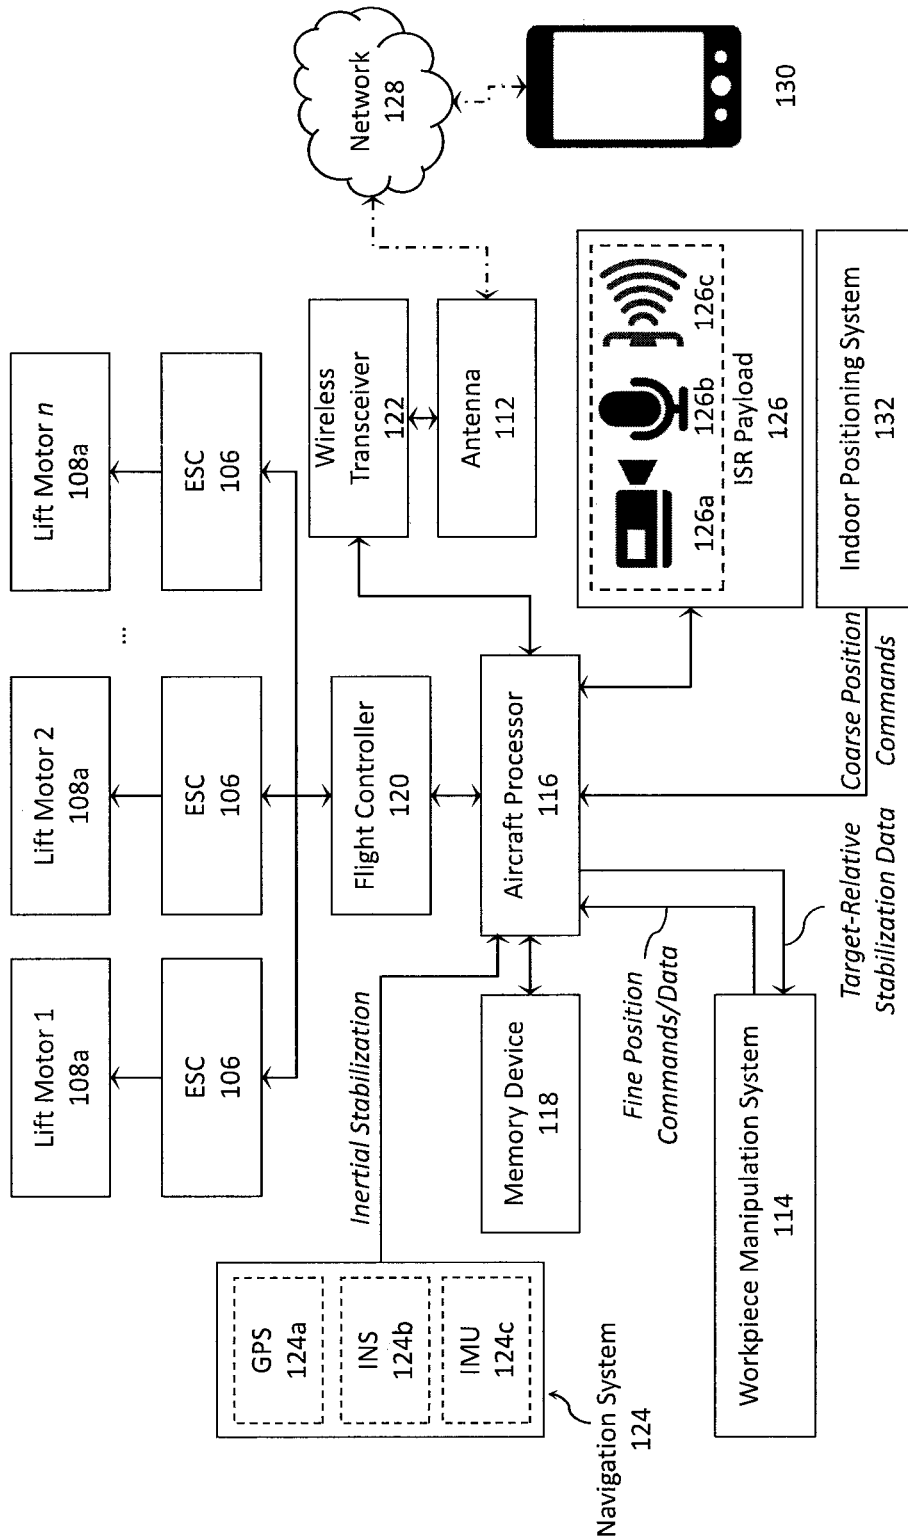 Lift Motor 1
108a
Lift Motor 2
108a
...
Lift Motor n
108a
ESC
106
ESC
106
ESC
106
GPS
124a
INS
124b
IMU
124c
Navigation System
124
Inertial Stabilization
Flight Controller
120
Wireless
Transceiver
122
Antenna
112
Network
128
130
Memory Device
118
Aircraft Processor
116
126a
126b
126c
ISR Payload
126
Fine Position
Commands/Data
Coarse Position
Commands
Target-Relative
Stabilization Data
Workpiece Manipulation System
114
Indoor Positioning System
132